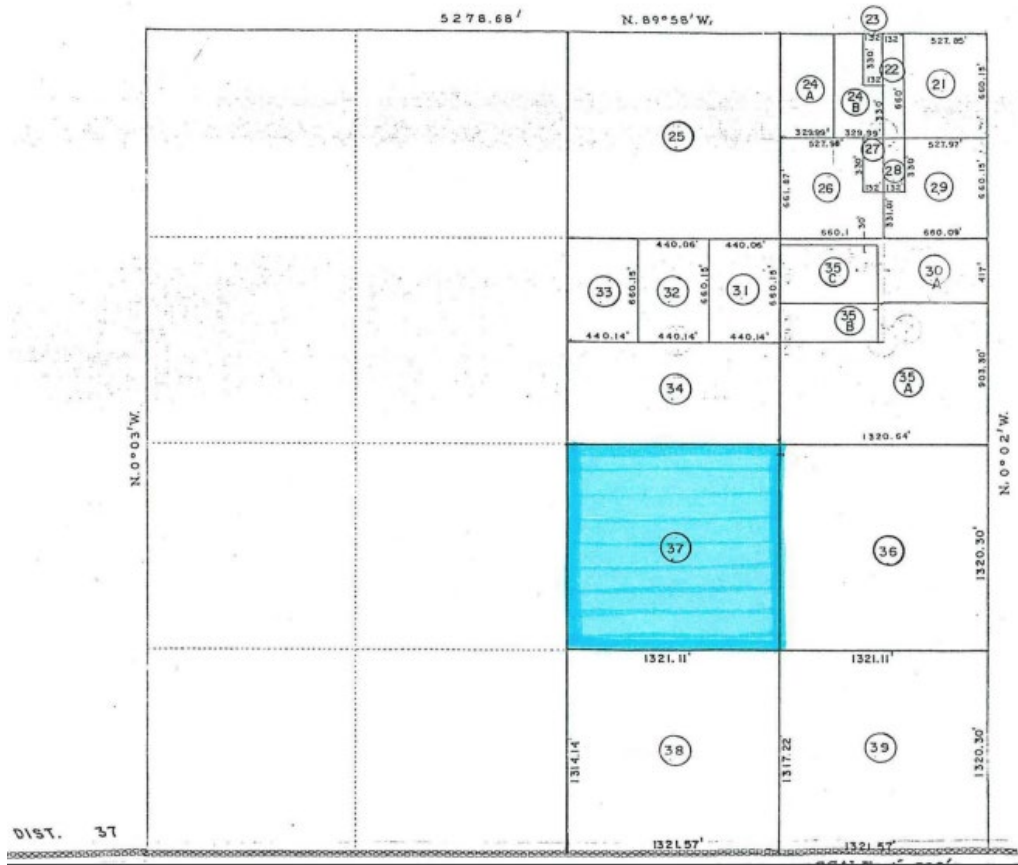 5278.68' N. 89°58' W.
23
132 132 527.85'
330'
22
24 A
132'
21
660.15'
24 B
330'
660'
25
329.99' 329.99'
527.98' 27 527.97'
330' 28 330'
661.87'
26
132' 132'
29
660.15'
331.01'
660.1 30' 660.09'
440.06' 440.06'
35 C
30 A
417'
33 660.15' 32 660.15' 31 660.15'
35 B
440.14' 440.14' 440.14'
34
35 A
903.30'
N. 0°03' W.
1320.54'
N. 0°02' W.
37
36
1320.30'
1321.11' 1321.11'
1314.14'
38
1317.22
39
1320.30'
DIST. 37
1321.57' 1321.57'